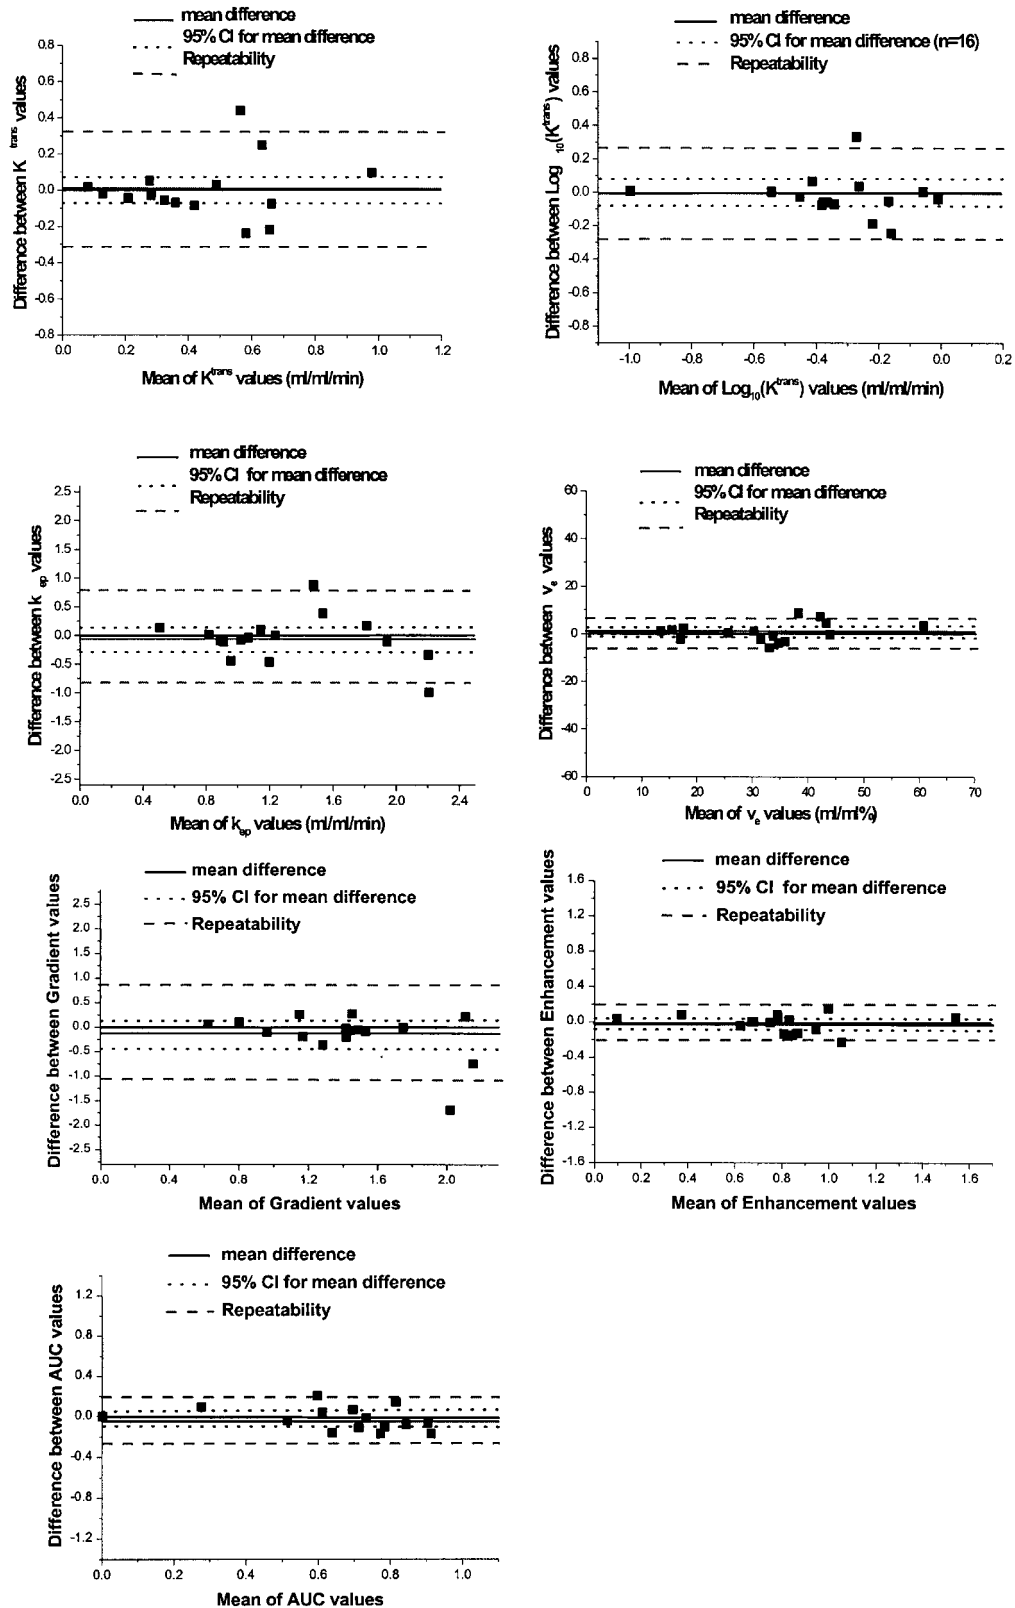 mean difference
95% CI for mean difference
Repeatability
0.8
0.6
0.4
0.2
0.0
-0.2
-0.4
-0.6
-0.8
0.0 0.2 0.4 0.6 0.8 1.0 1.2
Difference between K trans values
Mean of Ktrans values (ml/ml/min)
mean difference
95% CI for mean difference (n=16)
Repeatability
0.8
0.6
0.4
0.2
0.0
-0.2
-0.4
-0.6
-0.8
-1.0 -0.8 -0.6 -0.4 -0.2 0.0 0.2
Difference between Log 10(Ktrans) values
Mean of Log10(Ktrans) values (ml/ml/min)
mean difference
95% CI for mean difference
Repeatability
2.5
2.0
1.5
1.0
0.5
0.0
-0.5
-1.0
-1.5
-2.0
-2.5
0.0 0.4 0.8 1.2 1.6 2.0 2.4
Difference between k ep values
Mean of kep values (ml/ml/min)
mean difference
95% CI for mean difference
Repeatability
60
40
20
0
-20
-40
-60
0 10 20 30 40 50 60 70
Difference between ve values
Mean of ve values (ml/ml%)
mean difference
95% CI for mean difference
Repeatability
2.5
2.0
1.5
1.0
0.5
0.0
-0.5
-1.0
-1.5
-2.0
-2.5
0.0 0.4 0.8 1.2 1.6 2.0
Difference between Gradient values
Mean of Gradient values
mean difference
95% CI for mean difference
Repeatability
1.6
1.2
0.8
0.4
0.0
-0.4
-0.8
-1.2
-1.6
0.0 0.2 0.4 0.6 0.8 1.0 1.2 1.4 1.6
Difference between Enhancement values
Mean of Enhancement values
mean difference
95% CI for mean difference
Repeatability
1.2
0.8
0.4
0.0
-0.4
-0.8
-1.2
0.0 0.2 0.4 0.6 0.8 1.0
Difference between AUC values
Mean of AUC values